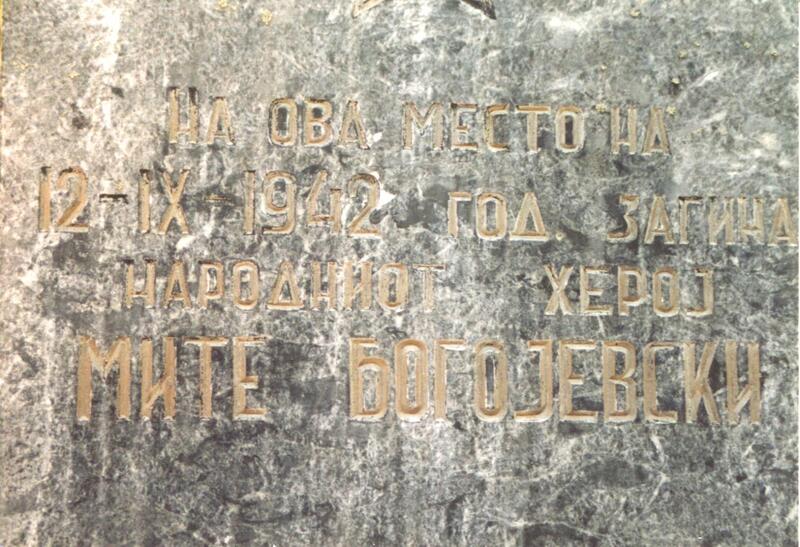 НА ОВА МЕСТО НА
12-IX-1942 ГОД. ЗАГИНА
НАРОДНИОТ ХЕРОЈ
МИТЕ БОГОЈЕВСКИ